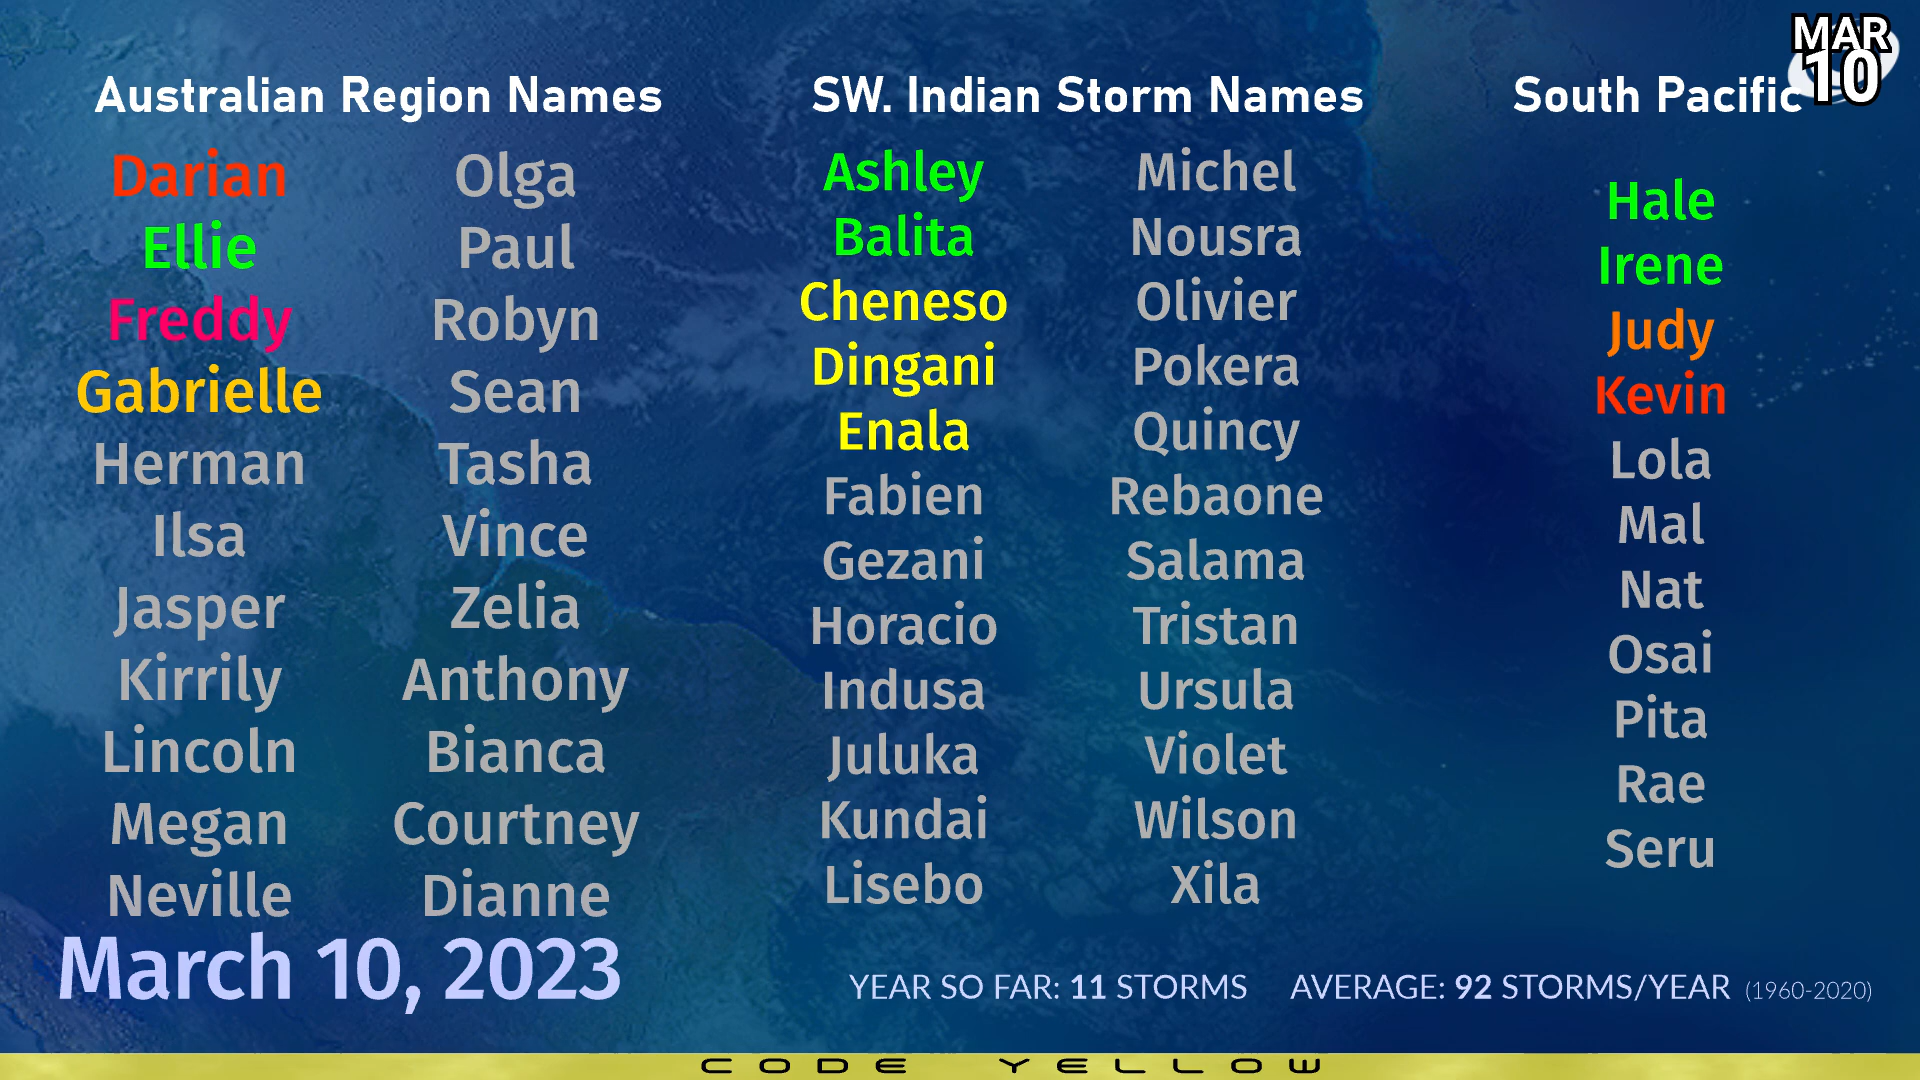 MAR
10
Australian Region Names
Darian
Ellie
Freddy
Gabrielle
Herman
Ilsa
Jasper
Kirrily
Lincoln
Megan
Neville
Olga
Paul
Robyn
Sean
Tasha
Vince
Zelia
Anthony
Bianca
Courtney
Dianne
SW. Indian Storm Names
Ashley
Balita
Cheneso
Dingani
Enala
Fabien
Gezani
Horacio
Indusa
Juluka
Kundai
Lisebo
Michel
Nousra
Olivier
Pokera
Quincy
Rebaone
Salama
Tristan
Ursula
Violet
Wilson
Xila
South Pacific
Hale
Irene
Judy
Kevin
Lola
Mal
Nat
Osai
Pita
Rae
Seru
March 10, 2023
YEAR SO FAR: 11 STORMS AVERAGE: 92 STORMS/YEAR (1960-2020)
CODE YELLOW